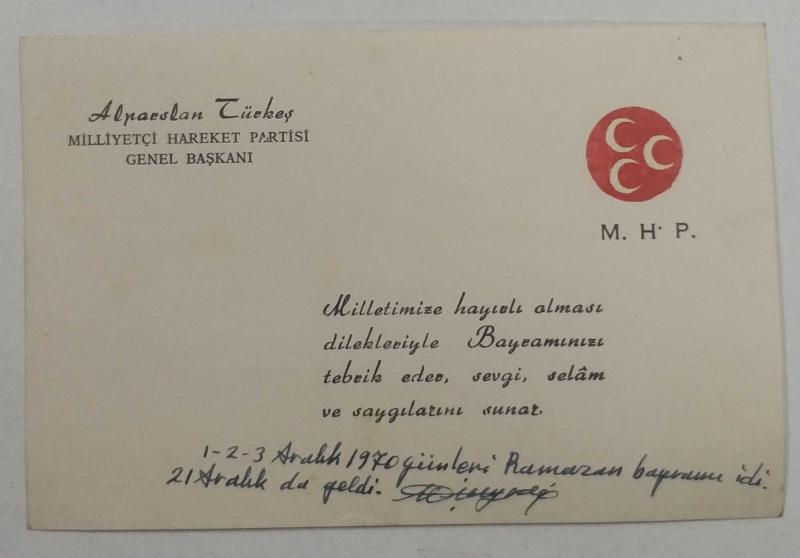 Alparslan Türkeş
MİLLİYETÇİ HAREKET PARTİSİ
GENEL BAŞKANI
M. H. P.
Milletimize hayırlı olması
dilekleriyle Bayramınızı
tebrik eder, sevgi, selâm
ve saygılarını sunar.
1-2-3 Aralık 1970 günleri Ramazan bayramı idi.
21 Aralık da geldi.